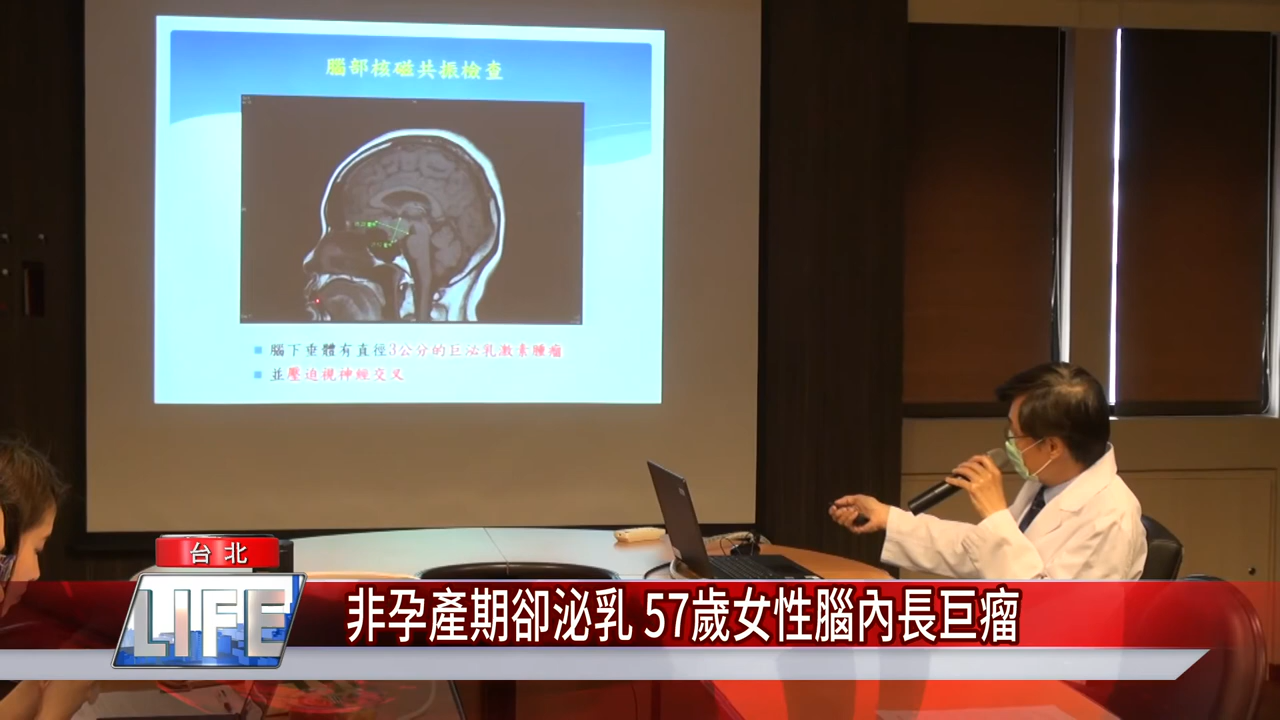 腦部核磁共振檢查
腦下垂體有直徑3公分的巨泌乳激素腫瘤
並壓迫視神經交叉
台北
LIFE
非孕產期卻泌乳 57歲女性腦內長巨瘤